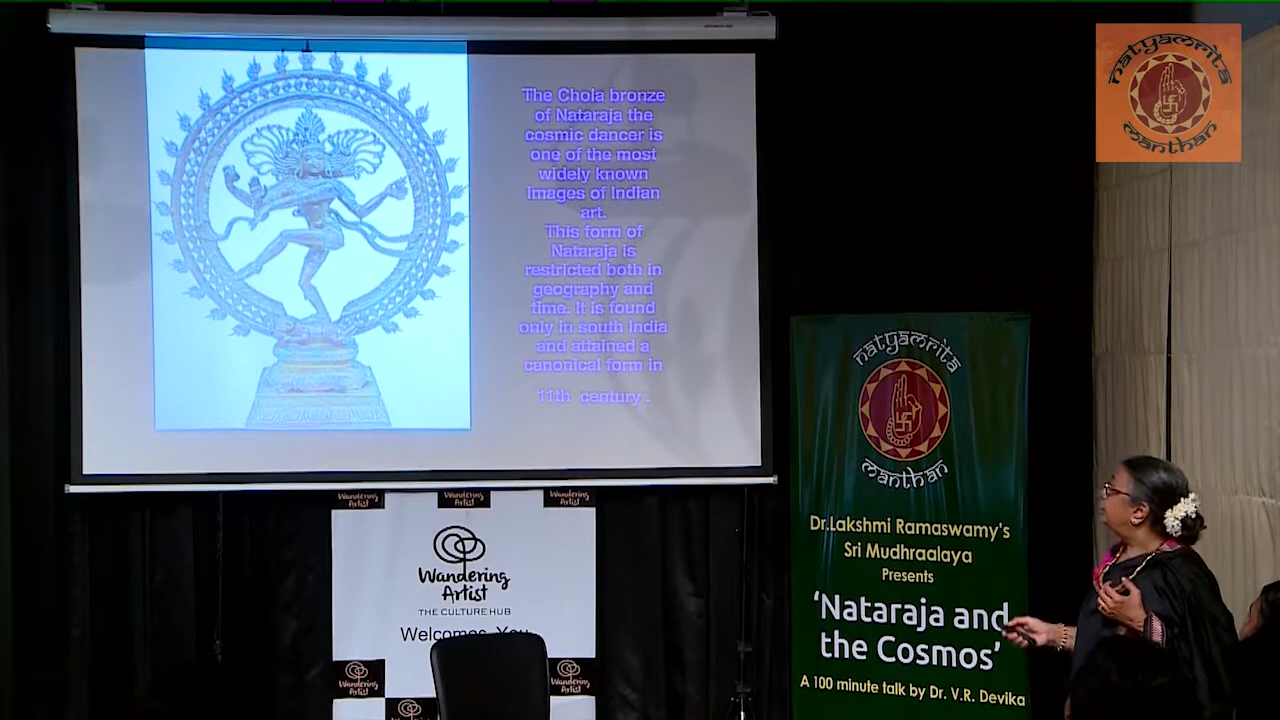 The Chola bronze
of Nataraja the
cosmic dancer is
one of the most
widely known
images of Indian
art.
This form of
Nataraja is
restricted both in
geography and
time. It is found
only in south India
and attained a
canonical form in
11th century.
natyamrita
manthan
natyamrita
manthan
Dr.Lakshmi Ramaswamy's
Sri Mudhraalaya
Presents
'Nataraja and
the Cosmos'
A 100 minute talk by Dr. V.R. Devika
Wandering
Artist
Wandering
Artist
Wandering
Artist
Wandering
Artist
THE CULTURE HUB
Welcomes You
Wandering
Artist
Wandering
Artist